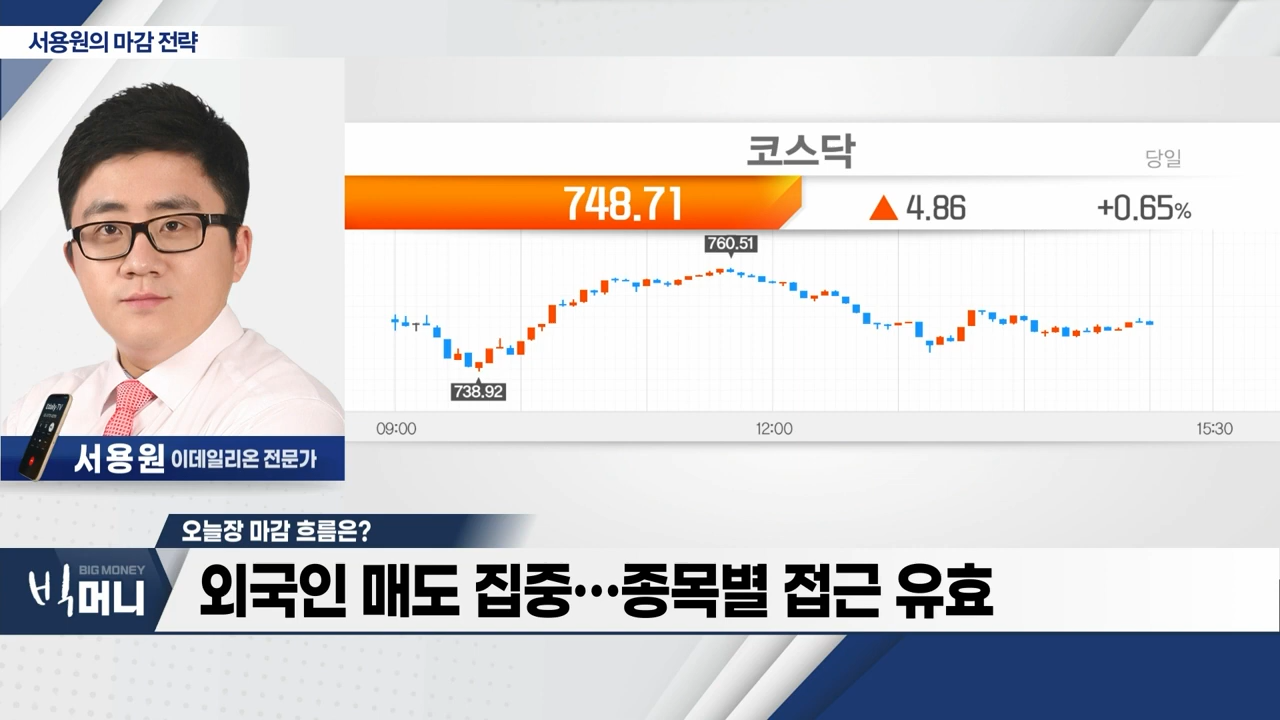 서용원의 마감 전략
코스닥
당일
748.71
▲ 4.86
+0.65%
760.51
738.92
09:00
12:00
15:30
서용원 이데일리온 전문가
오늘장 마감 흐름은?
BIG MONEY
빅머니
외국인 매도 집중…종목별 접근 유효